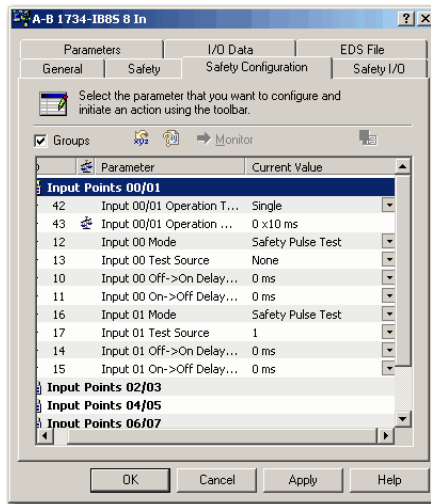 A-B 1734-IB8S 8 In
Parameters I/O Data EDS File
General Safety Safety Configuration Safety I/O
Select the parameter that you want to configure and
initiate an action using the toolbar.
Groups Monitor
Parameter Current Value
Input Points 00/01
42 Input 00/01 Operation T... Single
43 Input 00/01 Operation ... 0 x10 ms
12 Input 00 Mode Safety Pulse Test
13 Input 00 Test Source None
10 Input 00 Off->On Delay... 0 ms
11 Input 00 On->Off Delay... 0 ms
16 Input 01 Mode Safety Pulse Test
17 Input 01 Test Source 1
14 Input 01 Off->On Delay... 0 ms
15 Input 01 On->Off Delay... 0 ms
Input Points 02/03
Input Points 04/05
Input Points 06/07
OK Cancel Apply Help